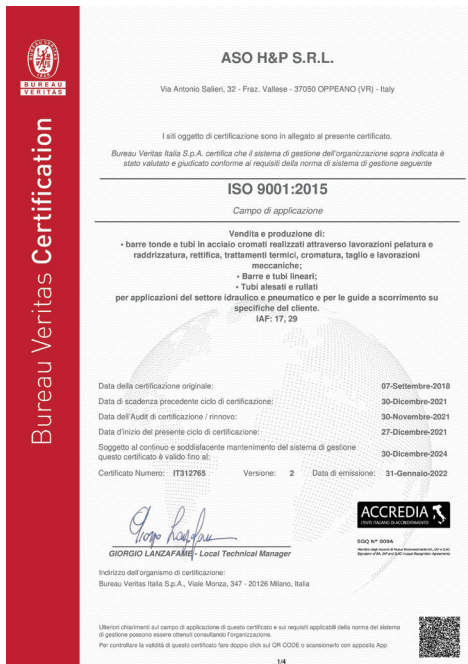 BUREAU
VERITAS
Bureau Veritas Certification
ASO H&P S.R.L.
Via Antonio Salieri, 32 - Fraz. Vallese - 37050 OPPEANO (VR) - Italy
I siti oggetto di certificazione sono in allegato al presente certificato.
Bureau Veritas Italia S.p.A. certifica che il sistema di gestione dell'organizzazione sopra indicata è
stato valutato e giudicato conforme ai requisiti della norma di sistema di gestione seguente
ISO 9001:2015
Campo di applicazione
Vendita e produzione di:
• barre tonde e tubi in acciaio cromati realizzati attraverso lavorazioni pelatura e
raddrizzatura, rettifica, trattamenti termici, cromatura, taglio e lavorazioni
meccaniche;
• Barre e tubi lineari;
• Tubi alesati e rullati
per applicazioni del settore idraulico e pneumatico e per le guide a scorrimento su
specifiche del cliente.
IAF: 17, 29
Data della certificazione originale: 07-Settembre-2018
Data di scadenza precedente ciclo di certificazione: 30-Dicembre-2021
Data dell'Audit di certificazione / rinnovo: 30-Novembre-2021
Data d'inizio del presente ciclo di certificazione: 27-Dicembre-2021
Soggetto al continuo e soddisfacente mantenimento del sistema di gestione
questo certificato è valido fino al: 30-Dicembre-2024
Certificato Numero: IT312765 Versione: 2 Data di emissione: 31-Gennaio-2022
GIORGIO LANZAFAME - Local Technical Manager
ACCREDIA
L'ENTE ITALIANO DI ACCREDITAMENTO
SGQ N° 009A
Indirizzo dell'organismo di certificazione:
Bureau Veritas Italia S.p.A., Viale Monza, 347 - 20126 Milano, Italia
Ulteriori chiarimenti sul campo di applicazione di questo certificato e sui requisiti applicabili della norma del sistema
di gestione possono essere ottenuti consultando l'organizzazione.
Per controllare la validità di questo certificato fare doppio click sul QR CODE o scansionarlo con apposita App
1/4